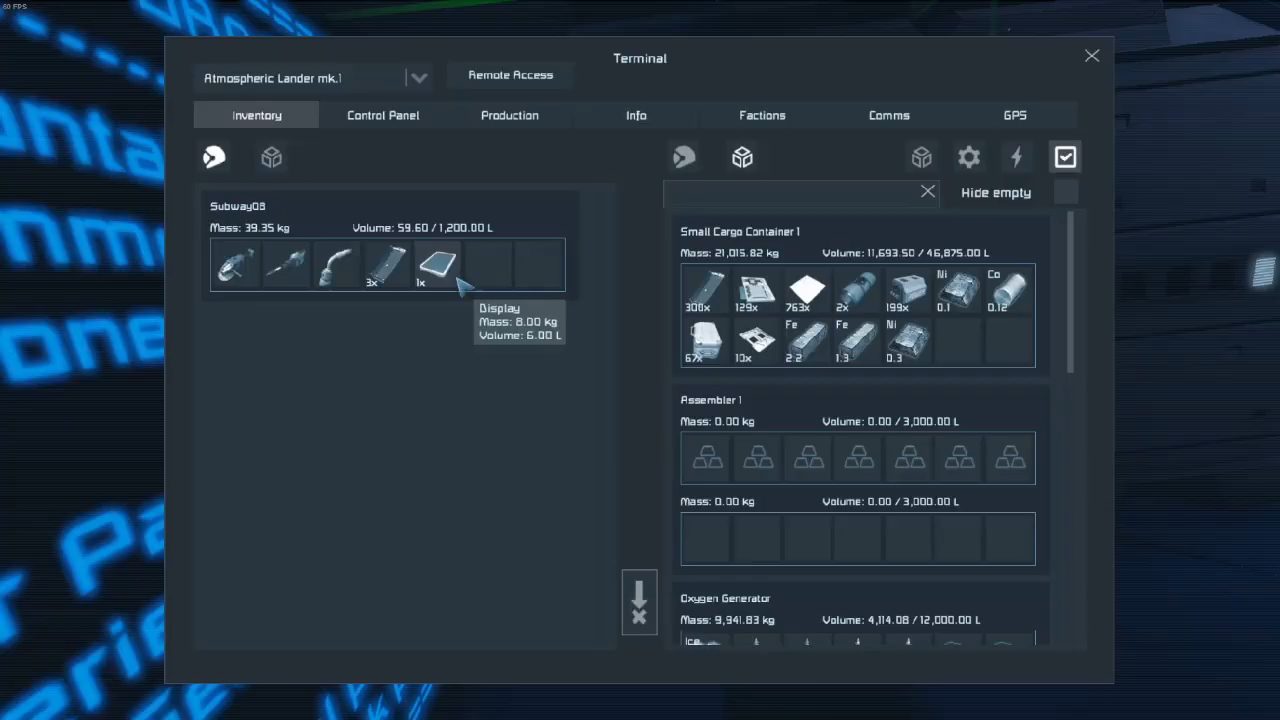 60 FPS
Terminal
Atmospheric Lander mk.1
Remote Access
Inventory
Control Panel
Production
Info
Factions
Comms
GPS
Hide empty
Subway08
Mass: 39.35 kg
Volume: 59.60 / 1,200.00 L
3x
1x
Display
Mass: 8.00 kg
Volume: 6.00 L
Small Cargo Container 1
Mass: 21,015.82 kg
Volume: 11,693.50 / 46,875.00 L
Ni
Co
300x
129x
763x
2x
199x
0.1
0.12
Fe
Fe
Ni
67x
10x
2.2
1.3
0.3
Assembler 1
Mass: 0.00 kg
Volume: 0.00 / 3,000.00 L
Mass: 0.00 kg
Volume: 0.00 / 3,000.00 L
Oxygen Generator
Mass: 9,941.83 kg
Volume: 4,114.08 / 12,000.00 L
Ice